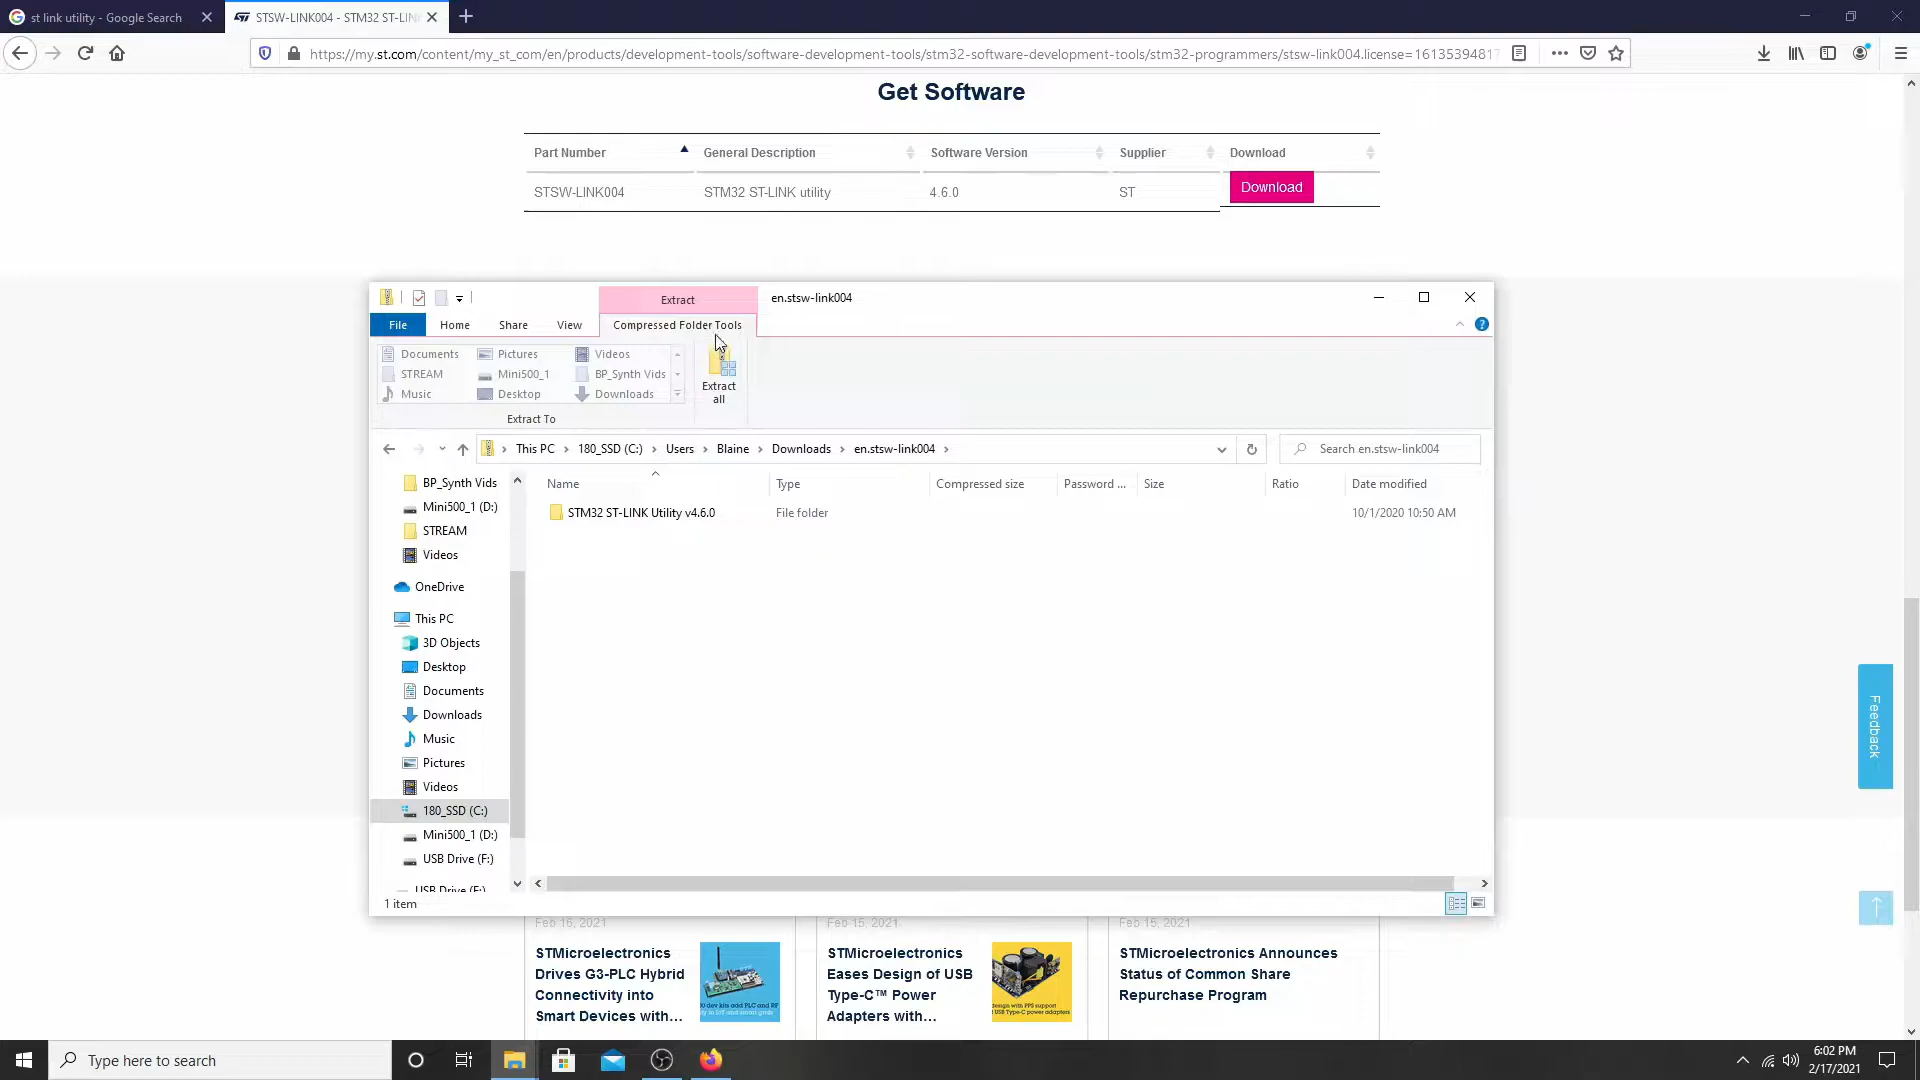 st link utility - Google Search
STSW-LINK004 - STM32 ST-LIN
https://my.st.com/content/my_st_com/en/products/development-tools/software-development-tools/stm32-software-development-tools/stm32-programmers/stsw-link004.license=16135394817
Get Software
Part Number General Description Software Version Supplier Download
STSW-LINK004 STM32 ST-LINK utility 4.6.0 ST Download
Extract en.stsw-link004
File Home Share View Compressed Folder Tools
Documents Pictures Videos
STREAM Mini500_1 BP_Synth Vids
Music Desktop Downloads
Extract
all
Extract To
This PC 180_SSD (C:) Users Blaine Downloads en.stsw-link004
Search en.stsw-link004
Name Type Compressed size Password ... Size Ratio Date modified
STM32 ST-LINK Utility v4.6.0 File folder 10/1/2020 10:50 AM
BP_Synth Vids
Mini500_1 (D:)
STREAM
Videos
OneDrive
This PC
3D Objects
Desktop
Documents
Downloads
Music
Pictures
Videos
180_SSD (C:)
Mini500_1 (D:)
USB Drive (F:)
USB Drive (F:)
1 item
Feedback
Feb 16, 2021
STMicroelectronics
Drives G3-PLC Hybrid
Connectivity into
Smart Devices with...
Feb 15, 2021
STMicroelectronics
Eases Design of USB
Type-C™ Power
Adapters with...
Feb 15, 2021
STMicroelectronics Announces
Status of Common Share
Repurchase Program
Type here to search
6:02 PM
2/17/2021